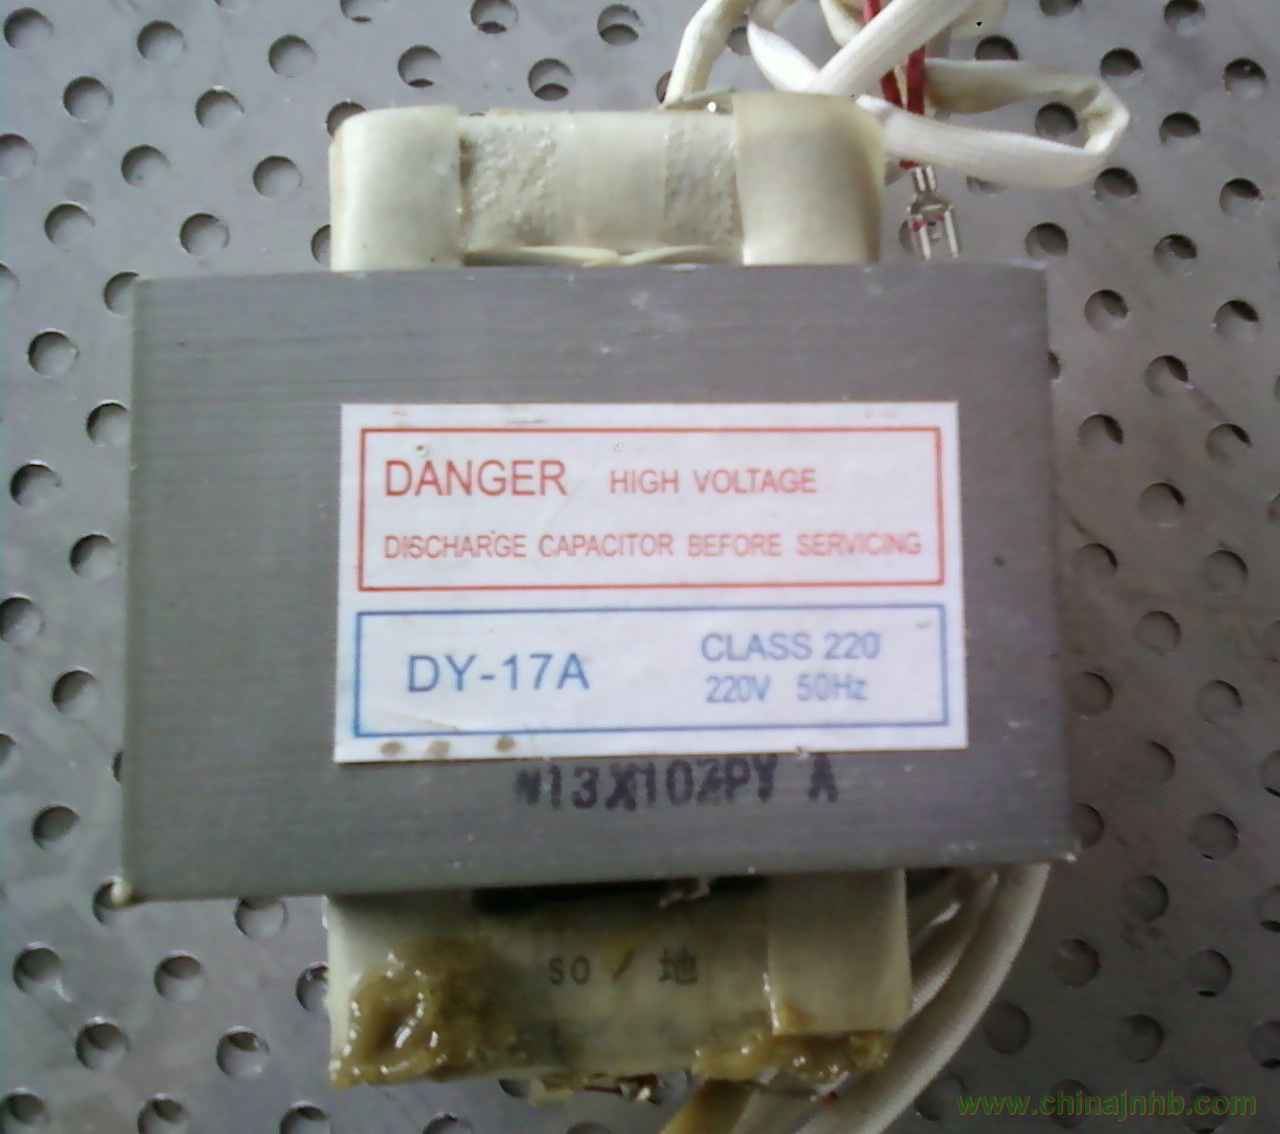 DANGER HIGH VOLTAGE
DISCHARGE CAPACITOR BEFORE SERVICING
DY-17A
CLASS 220
220V 50Hz
SO / 地
www.chinajnhb.com